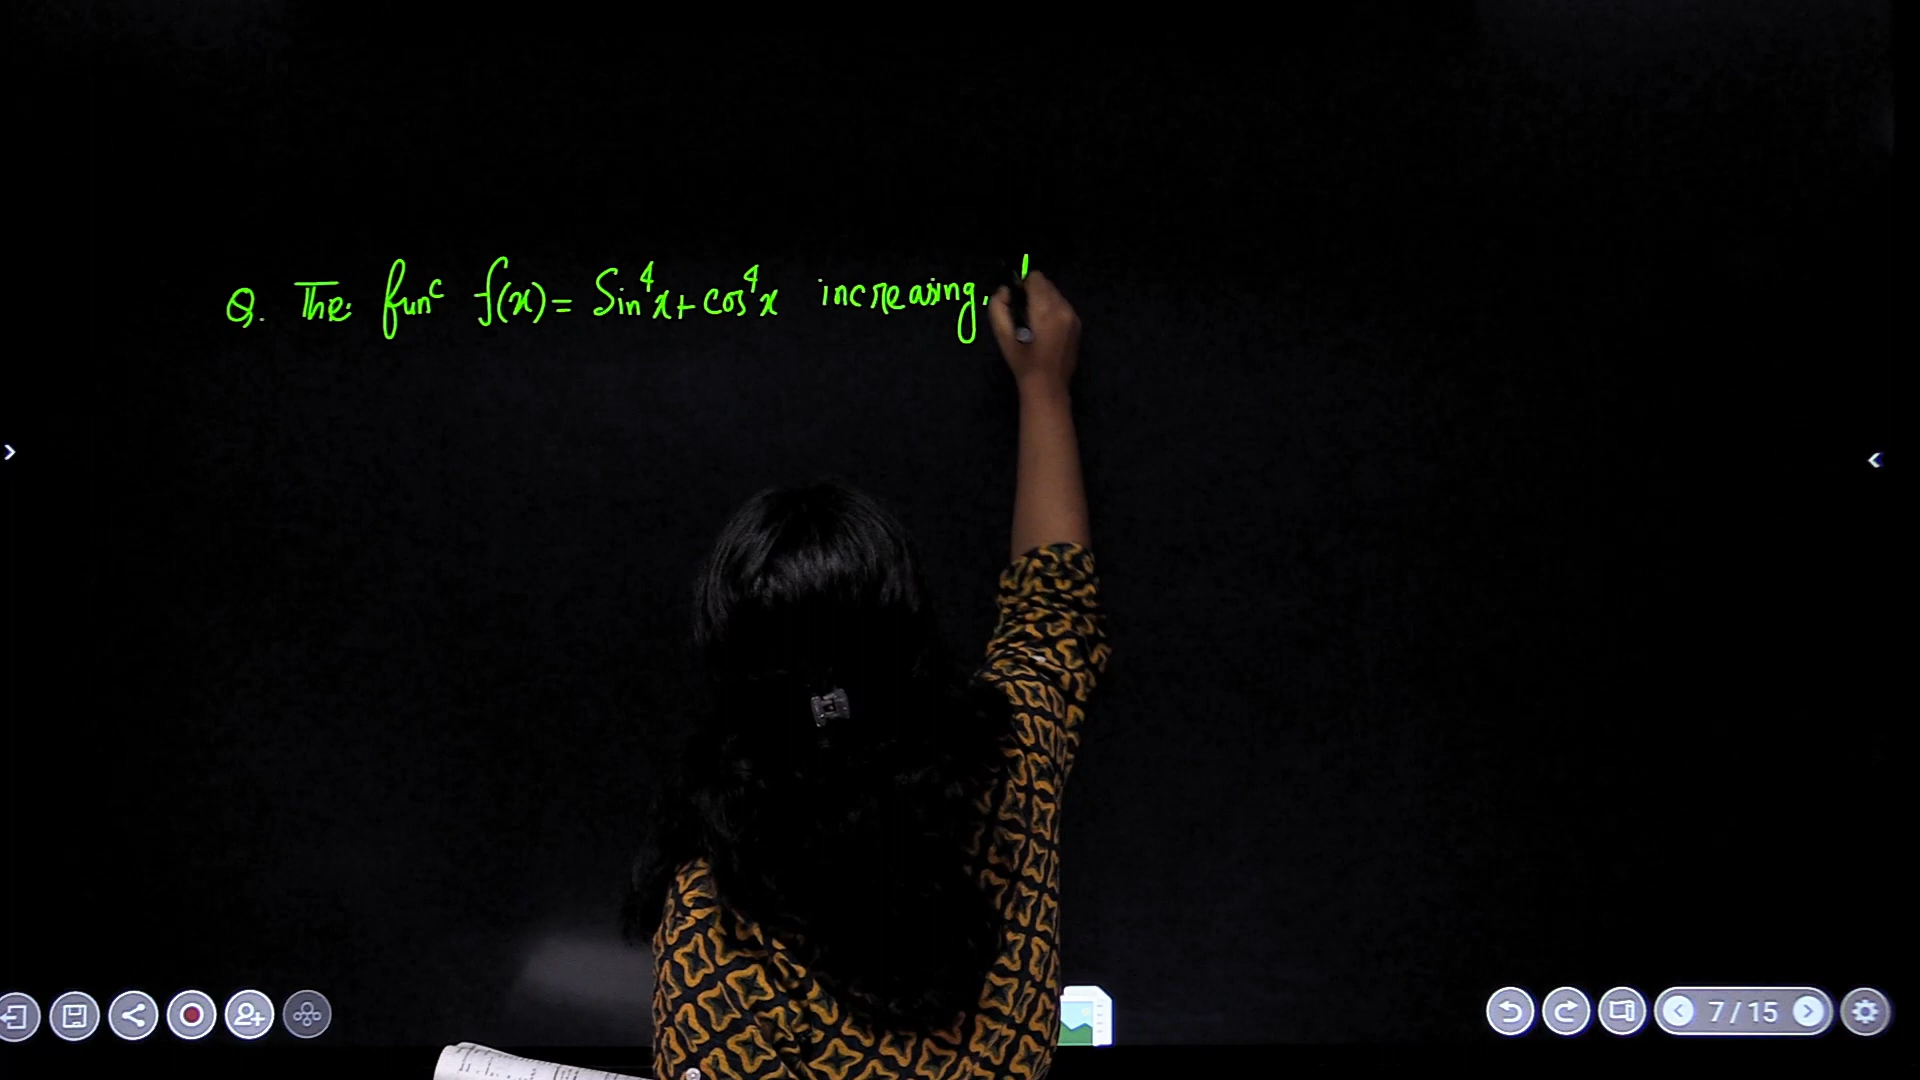 Q. The func f(x) = Sin⁴x + cos⁴x increasing.
7/15